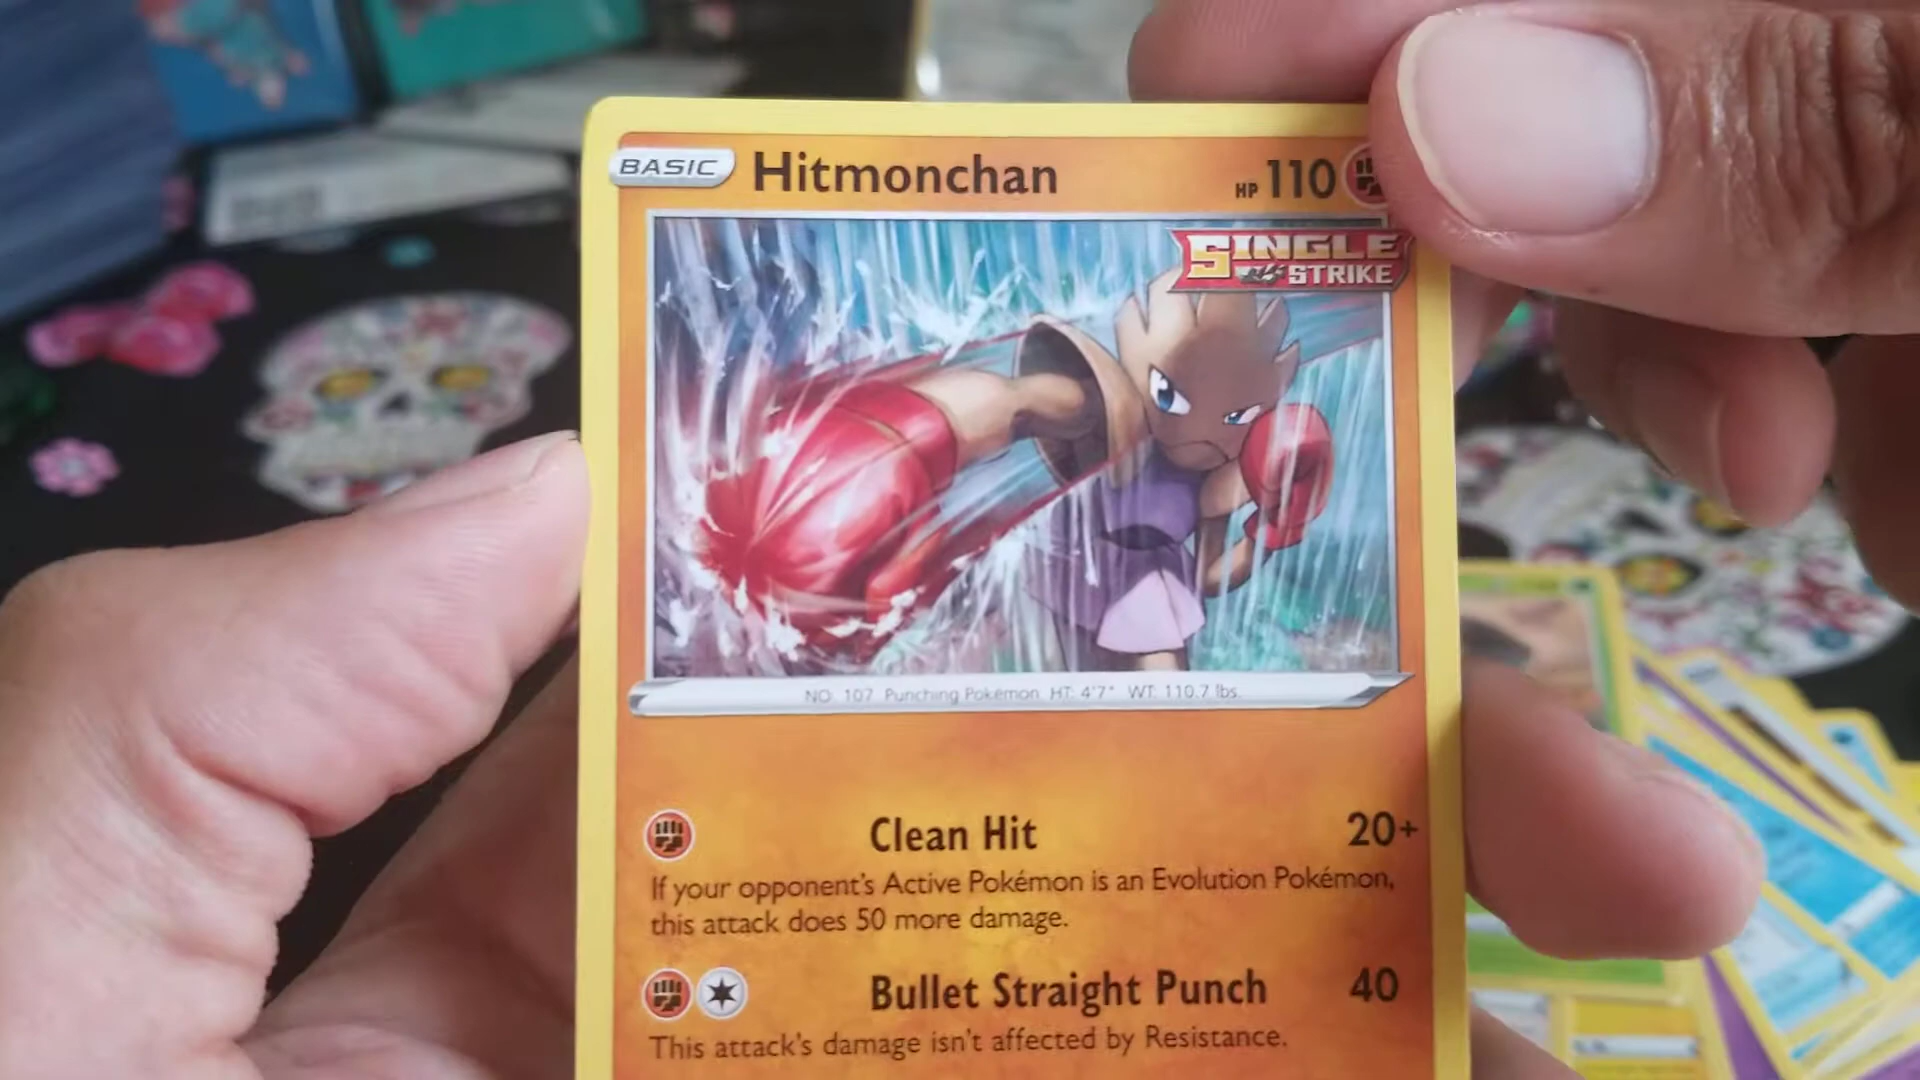 BASIC Hitmonchan HP 110
SINGLE
STRIKE
NO. 107 Punching Pokémon HT: 4'7" WT: 110.7 lbs.
Clean Hit 20+
If your opponent's Active Pokémon is an Evolution Pokémon,
this attack does 50 more damage.
Bullet Straight Punch 40
This attack's damage isn't affected by Resistance.